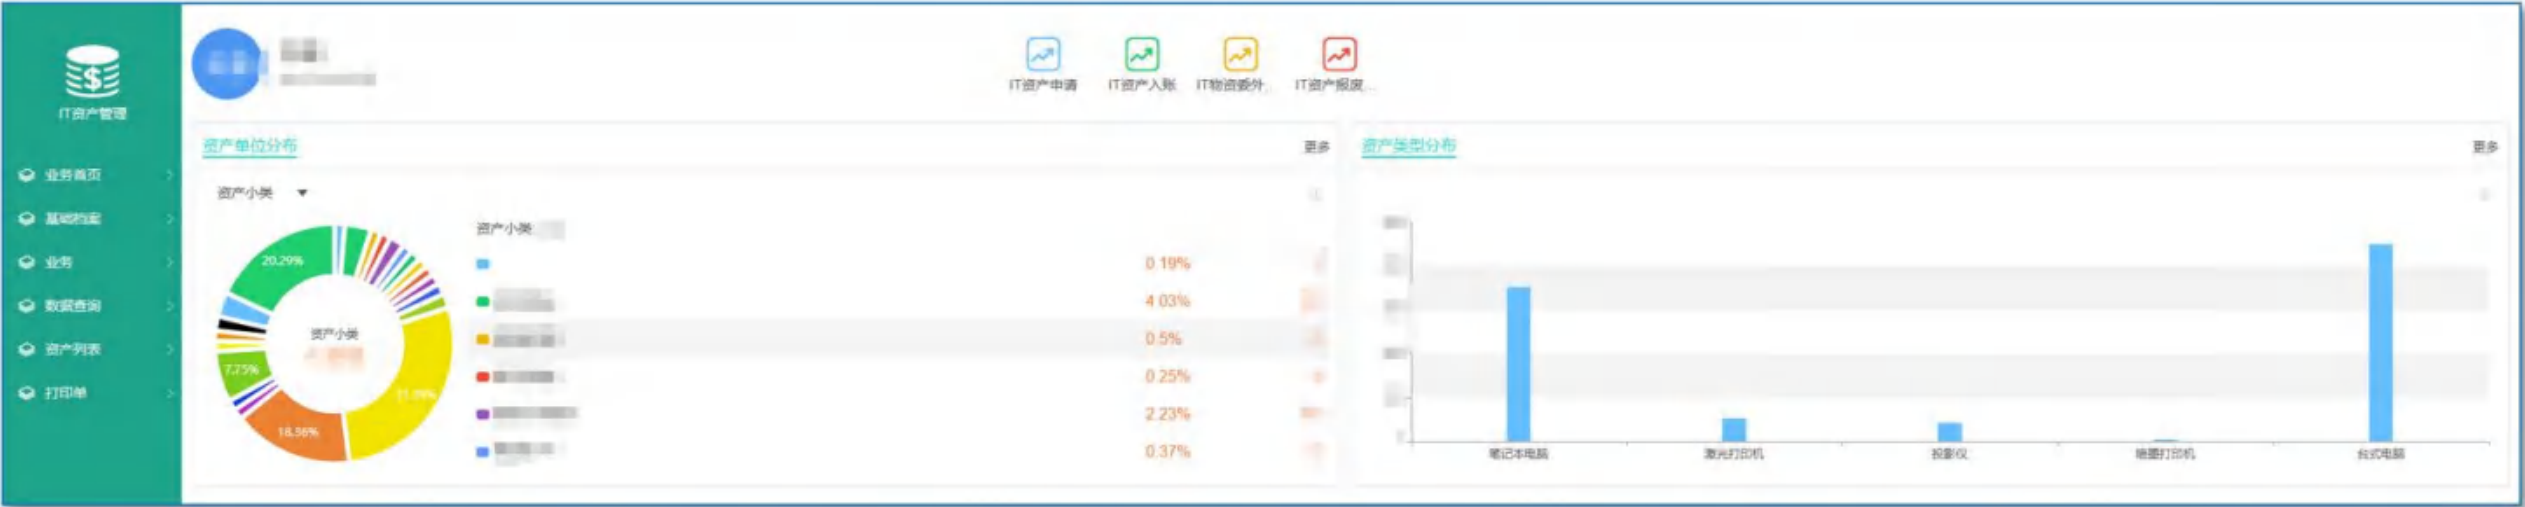 IT资产管理
业务首页
基础档案
业务
数据查询
资产列表
打印单
IT资产申请
IT资产入账
IT物资委外
IT资产报废...
资产单位分布
更多
资产小类
20.29%
7.75%
18.56%
资产小类
资产小类
0.19%
4.03%
0.5%
0.25%
2.23%
0.37%
资产类型分布
更多
笔记本电脑
激光打印机
投影仪
喷墨打印机
台式电脑